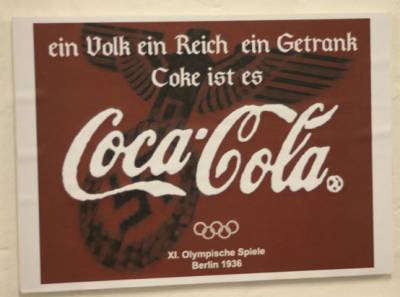 ein Volk ein Reich ein Getrank
Coke ist es
Coca-Cola
XI. Olympische Spiele
Berlin 1936